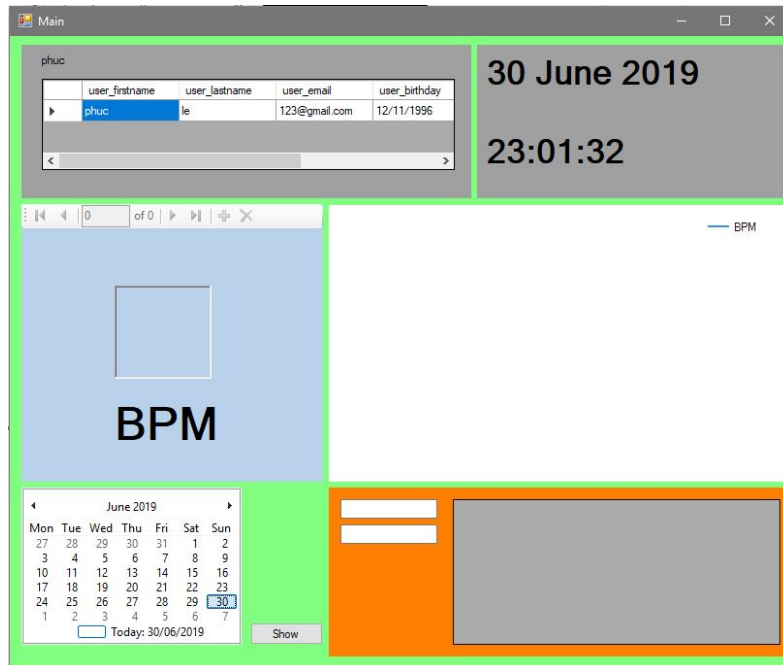 Main
phuc
user_firstname user_lastname user_email user_birthday
phuc le 123@gmail.com 12/11/1996
30 June 2019
23:01:32
0 of 0
BPM
BPM
June 2019
Mon Tue Wed Thu Fri Sat Sun
27 28 29 30 31 1 2
3 4 5 6 7 8 9
10 11 12 13 14 15 16
17 18 19 20 21 22 23
24 25 26 27 28 29 30
1 2 3 4 5 6 7
Today: 30/06/2019
Show